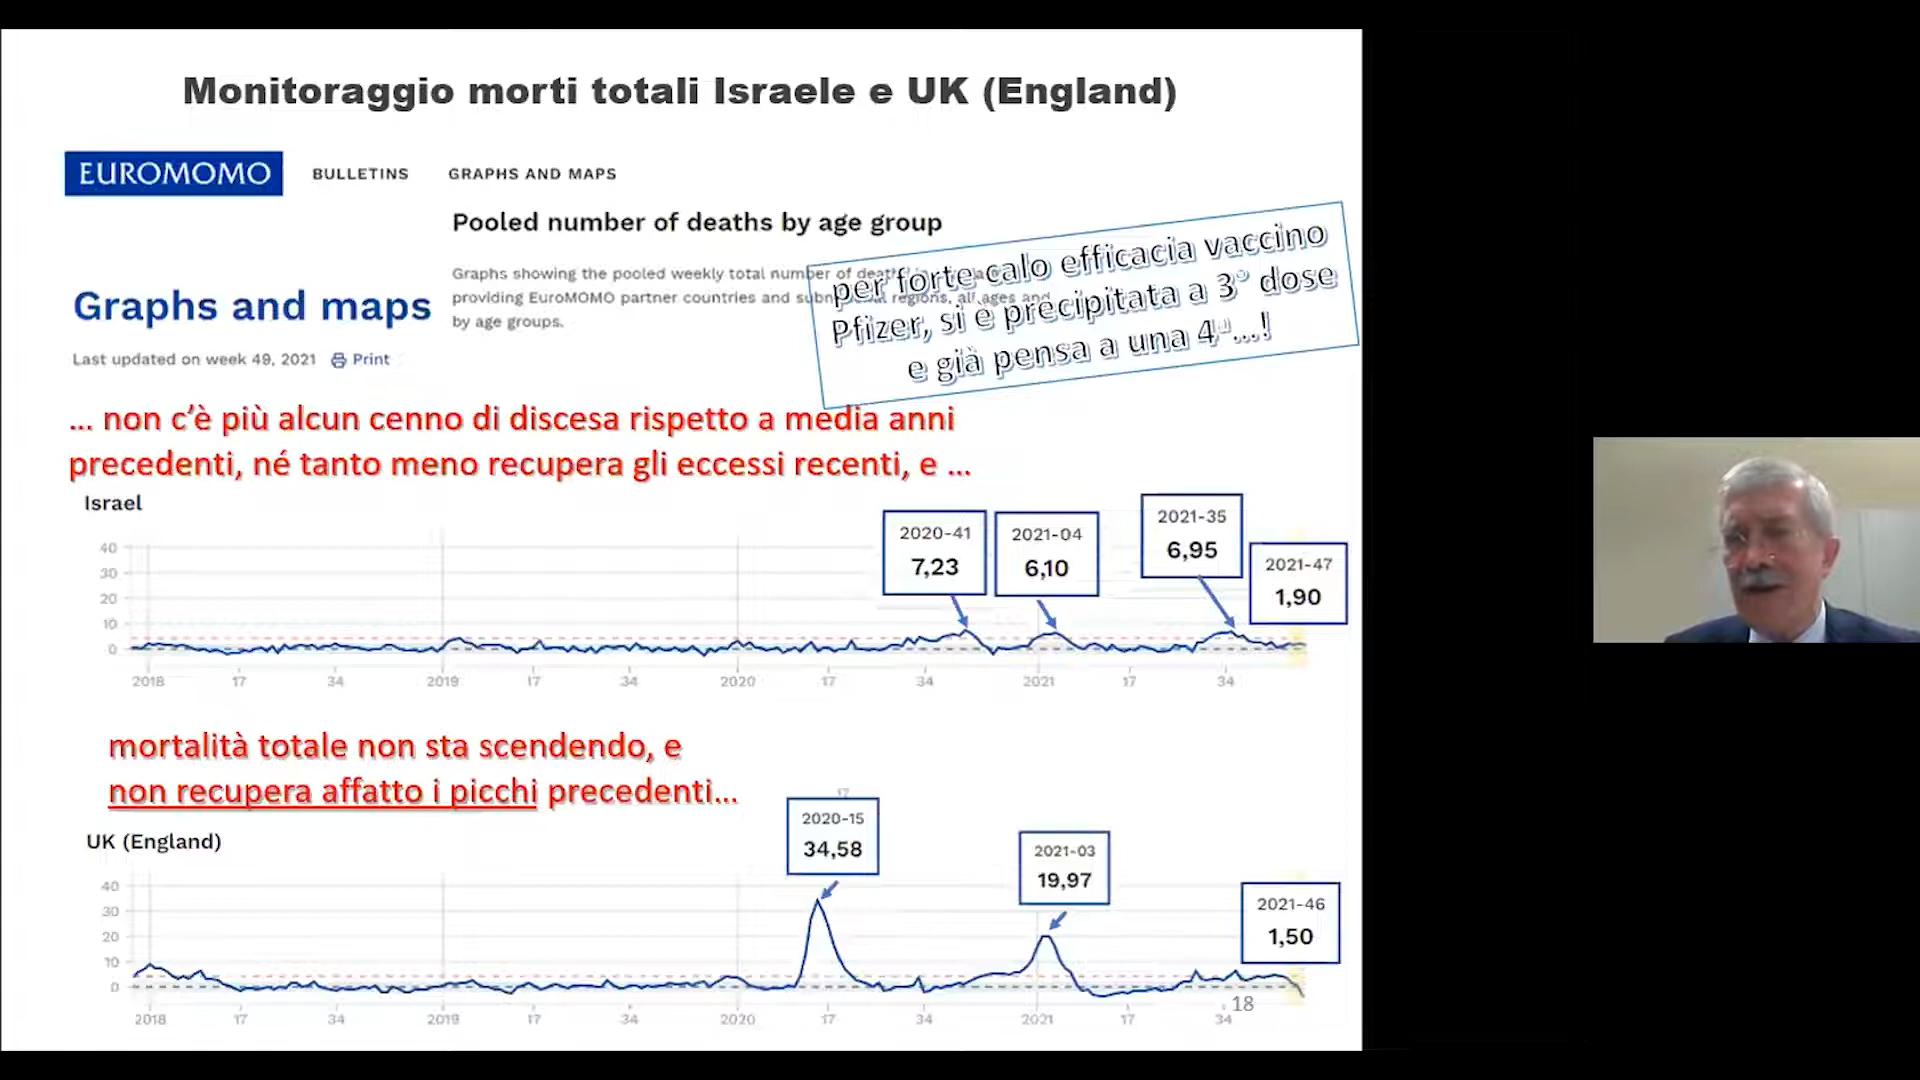 Monitoraggio morti totali Israele e UK (England)
EUROMOMO BULLETINS GRAPHS AND MAPS
Pooled number of deaths by age group
Graphs showing the pooled weekly total number of
providing EuroMOMO partner countries and regions, all ages and
by age groups.
Graphs and maps
Last updated on week 49, 2021 Print
per forte calo efficacia vaccino
Pfizer, si è precipitata a 3° dose
e già pensa a una 4ª...!
... non c'è più alcun cenno di discesa rispetto a media anni
precedenti, né tanto meno recupera gli eccessi recenti, e ...
Israel
2020-41
7,23
2021-04
6,10
2021-35
6,95
2021-47
1,90
40
30
20
10
0
2018 17 34 2019 17 34 2020 17 34 2021 17 34
mortalità totale non sta scendendo, e
non recupera affatto i picchi precedenti...
17
UK (England)
2020-15
34,58
2021-03
19,97
2021-46
1,50
40
30
20
10
0
2018 17 34 2019 17 34 2020 17 34 2021 17 34
18